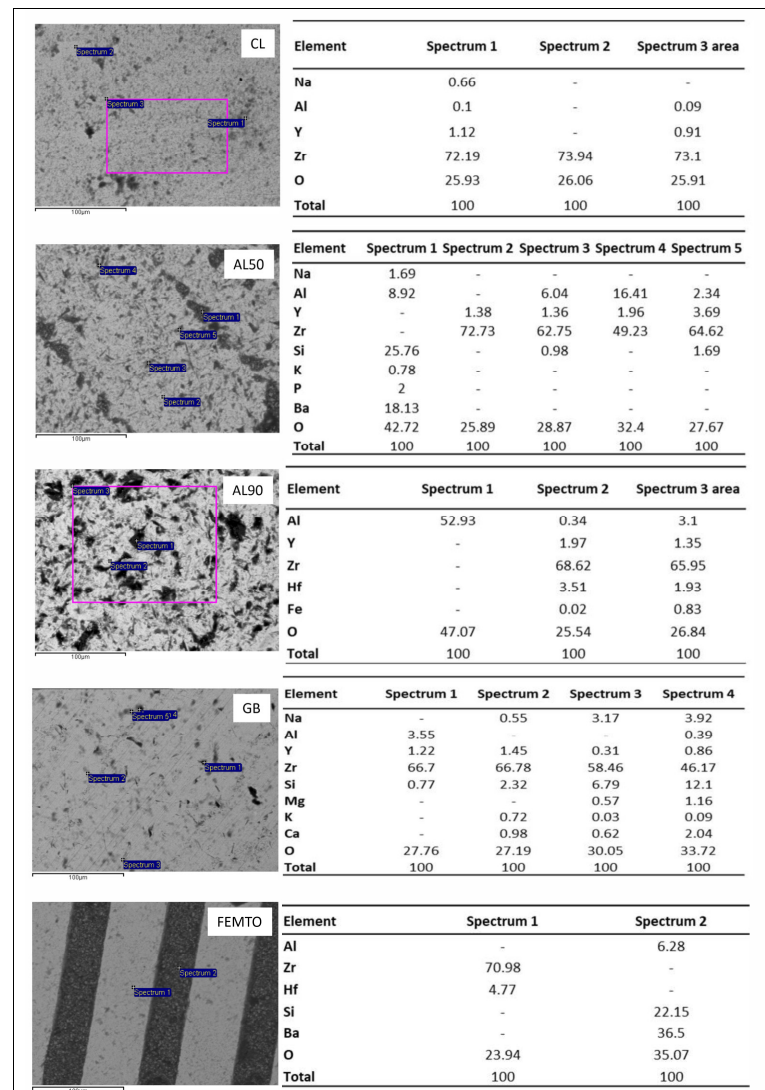 CL
Spectrum 2
Spectrum 3
Spectrum 1
100µm
Element Spectrum 1 Spectrum 2 Spectrum 3 area
Na 0.66 - -
Al 0.1 - 0.09
Y 1.12 - 0.91
Zr 72.19 73.94 73.1
O 25.93 26.06 25.91
Total 100 100 100
AL50
Spectrum 4
Spectrum 1
Spectrum 5
Spectrum 3
Spectrum 2
100µm
Element Spectrum 1 Spectrum 2 Spectrum 3 Spectrum 4 Spectrum 5
Na 1.69 - - - -
Al 8.92 - 6.04 16.41 2.34
Y - 1.38 1.36 1.96 3.69
Zr - 72.73 62.75 49.23 64.62
Si 25.76 - 0.98 - 1.69
K 0.78 - - - -
P 2 - - - -
Ba 18.13 - - - -
O 42.72 25.89 28.87 32.4 27.67
Total 100 100 100 100 100
AL90
Spectrum 3
Spectrum 1
Spectrum 2
100µm
Element Spectrum 1 Spectrum 2 Spectrum 3 area
Al 52.93 0.34 3.1
Y - 1.97 1.35
Zr - 68.62 65.95
Hf - 3.51 1.93
Fe - 0.02 0.83
O 47.07 25.54 26.84
Total 100 100 100
GB
Spectrum 1
Spectrum 2
Spectrum 3
100µm
Element Spectrum 1 Spectrum 2 Spectrum 3 Spectrum 4
Na - 0.55 3.17 3.92
Al 3.55 - - 0.39
Y 1.22 1.45 0.31 0.86
Zr 66.7 66.78 58.46 46.17
Si 0.77 2.32 6.79 12.1
Mg - - 0.57 1.16
K - 0.72 0.03 0.09
Ca - 0.98 0.62 2.04
O 27.76 27.19 30.05 33.72
Total 100 100 100 100
FEMTO
Spectrum 2
Spectrum 1
100µm
Element Spectrum 1 Spectrum 2
Al - 6.28
Zr 70.98 -
Hf 4.77 -
Si - 22.15
Ba - 36.5
O 23.94 35.07
Total 100 100